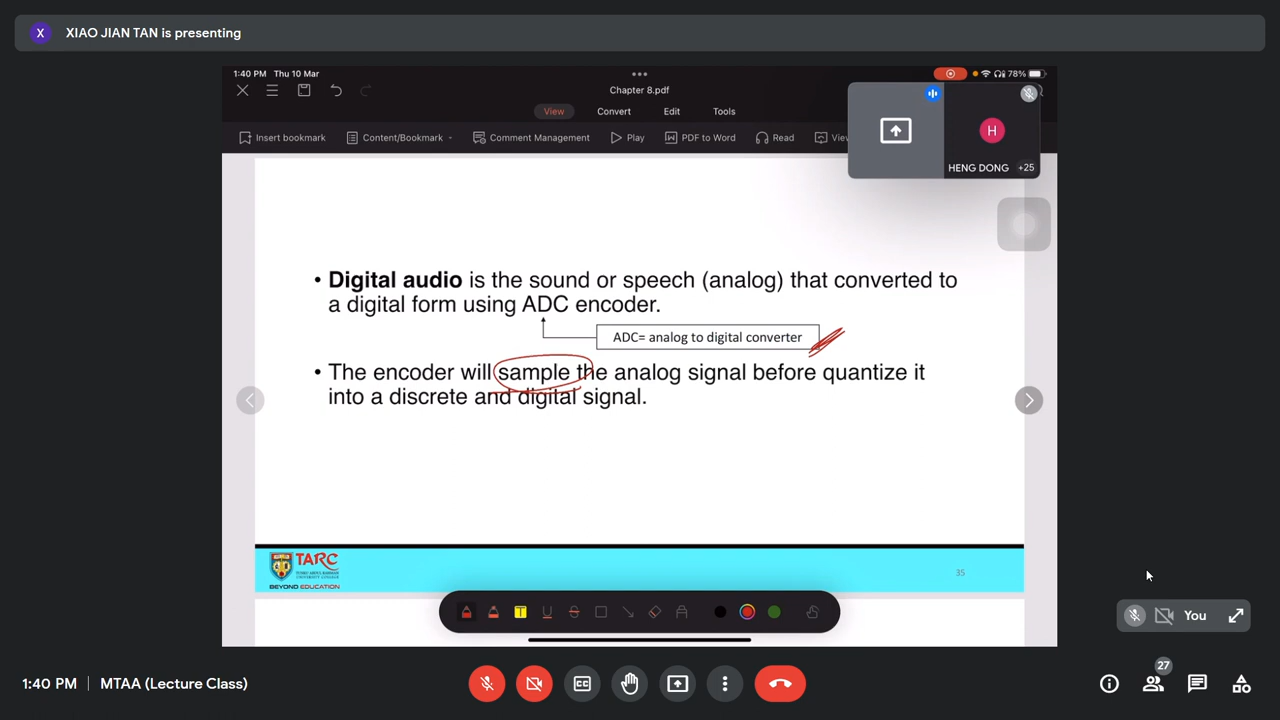 X XIAO JIAN TAN is presenting
1:40 PM Thu 10 Mar
78%
Chapter 8.pdf
View Convert Edit Tools
Insert bookmark Content/Bookmark Comment Management Play PDF to Word Read
H
HENG DONG +25
• Digital audio is the sound or speech (analog) that converted to
a digital form using ADC encoder.
ADC= analog to digital converter
• The encoder will sample the analog signal before quantize it
into a discrete and digital signal.
TARC
BEYOND EDUCATION
35
T U S
You
1:40 PM | MTAA (Lecture Class)
CC
27